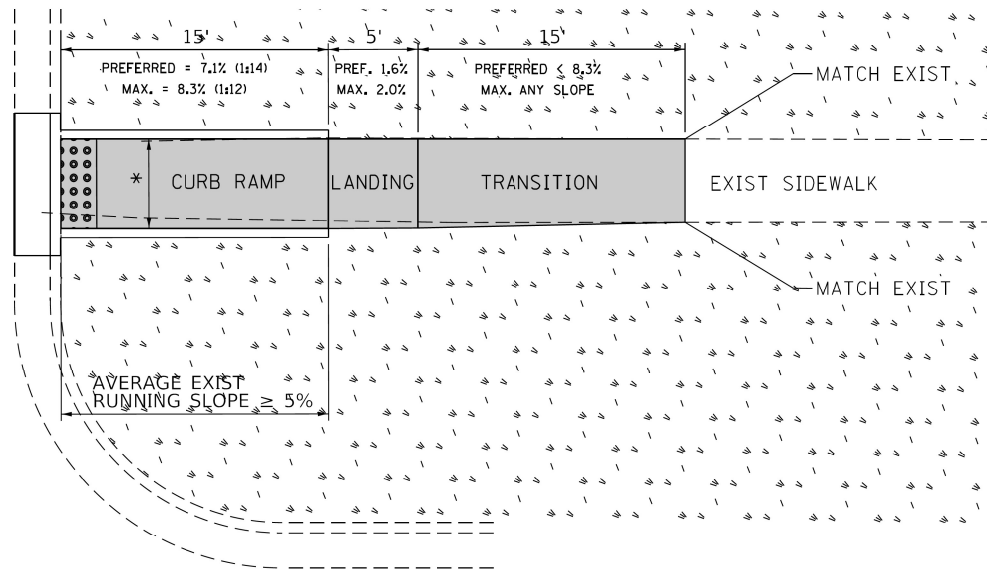 15' 5' 15'
PREFERRED = 7.1% (1:14) PREF. 1.6% PREFERRED < 8.3%
MAX. = 8.3% (1:12) MAX. 2.0% MAX. ANY SLOPE
MATCH EXIST
* CURB RAMP LANDING TRANSITION EXIST SIDEWALK
MATCH EXIST
AVERAGE EXIST
RUNNING SLOPE ≥ 5%